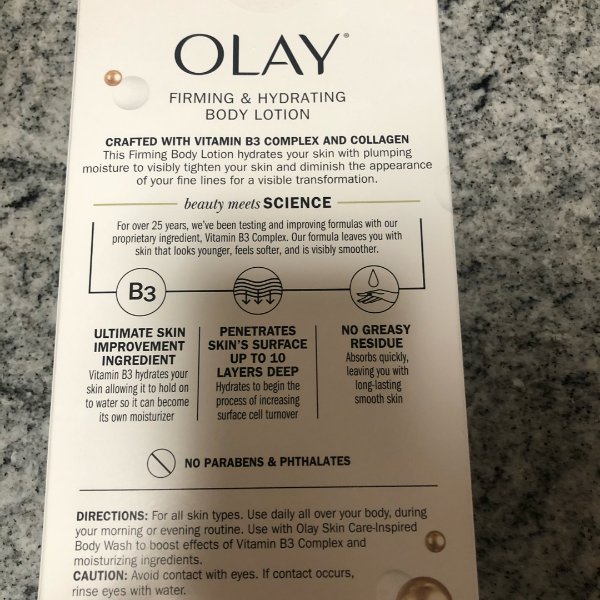 OLAY®
FIRMING & HYDRATING
BODY LOTION
CRAFTED WITH VITAMIN B3 COMPLEX AND COLLAGEN
This Firming Body Lotion hydrates your skin with plumping
moisture to visibly tighten your skin and diminish the appearance
of your fine lines for a visible transformation.
beauty meets SCIENCE
For over 25 years, we've been testing and improving formulas with our
proprietary ingredient, Vitamin B3 Complex. Our formula leaves you with
skin that looks younger, feels softer, and is visibly smoother.
B3
ULTIMATE SKIN
IMPROVEMENT
INGREDIENT
Vitamin B3 hydrates your
skin allowing it to hold on
to water so it can become
its own moisturizer
PENETRATES
SKIN'S SURFACE
UP TO 10
LAYERS DEEP
Hydrates to begin the
process of increasing
surface cell turnover
NO GREASY
RESIDUE
Absorbs quickly,
leaving you with
long-lasting
smooth skin
NO PARABENS & PHTHALATES
DIRECTIONS: For all skin types. Use daily all over your body, during
your morning or evening routine. Use with Olay Skin Care-Inspired
Body Wash to boost effects of Vitamin B3 Complex and
moisturizing ingredients.
CAUTION: Avoid contact with eyes. If contact occurs,
rinse eyes with water.